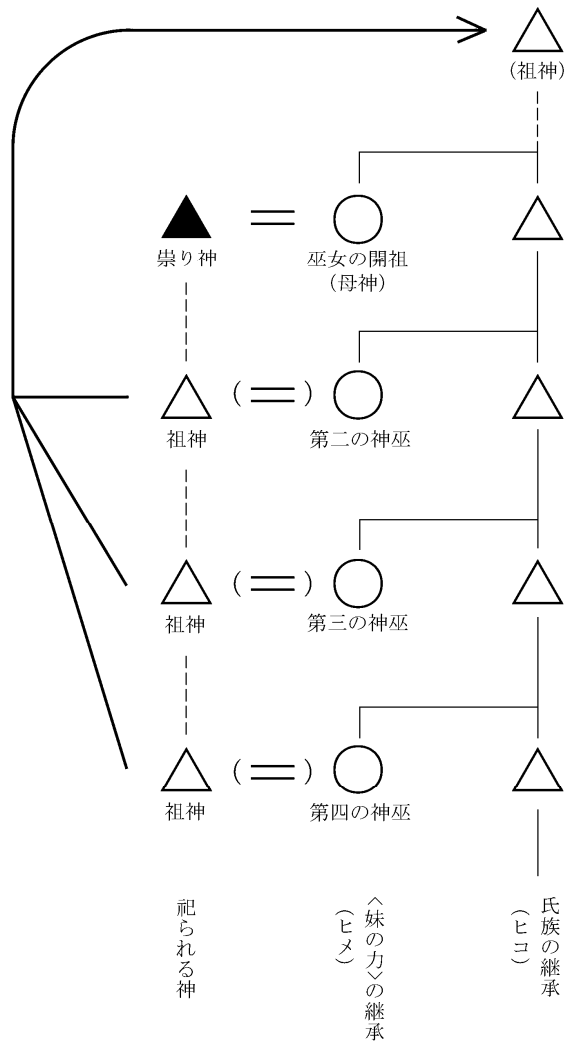 （祖神）
祟り神
巫女の開祖
（母神）
祖神
第二の神巫
祖神
第三の神巫
祖神
第四の神巫
祀られる神
〈妹の力〉の継承
（ヒメ）
氏族の継承
（ヒコ）